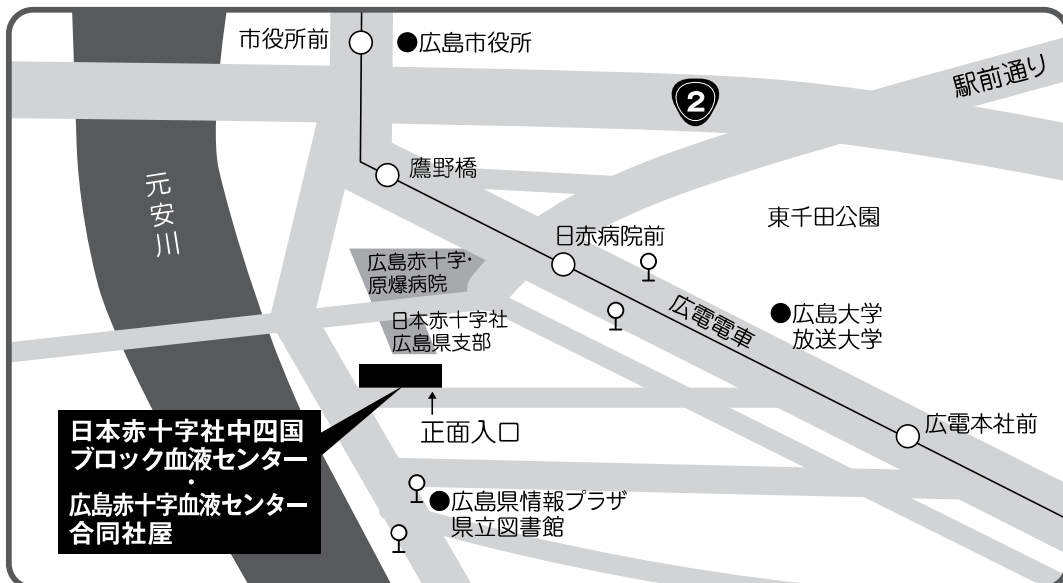 市役所前
広島市役所
駅前通り
2
鷹野橋
元安川
東千田公園
日赤病院前
広島赤十字・
原爆病院
広電電車
広島大学
放送大学
日本赤十字社
広島県支部
正面入口
広電本社前
日本赤十字社中四国
ブロック血液センター
・
広島赤十字血液センター
合同社屋
広島県情報プラザ
県立図書館